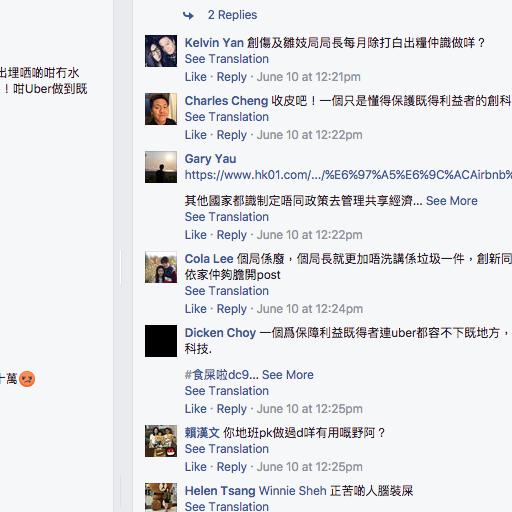 出埋哂啲咁冇水
！咁Uber做到既
十萬😡
2 Replies
Kelvin Yan 創傷及雛妓局局長每月除打白出糧仲識做咩？
See Translation
Like · Reply · June 10 at 12:21pm
Charles Cheng 收皮吧！一個只是懂得保護既得利益者的創科
See Translation
Like · Reply · June 10 at 12:22pm
Gary Yau
https://www.hk01.com/.../%E6%97%A5%E6%9C%ACAirbnb%
其他國家都識制定唔同政策去管理共享經濟... See More
See Translation
Like · Reply · June 10 at 12:22pm
Cola Lee 個局係廢，個局長就更加唔洗講係垃圾一件，創新同
依家仲夠膽開post
See Translation
Like · Reply · June 10 at 12:24pm
Dicken Choy 一個爲保障利益既得者連uber都容不下既地方，
科技.
#食屎啦dc9... See More
See Translation
Like · Reply · June 10 at 12:25pm
賴漢文 你地班pk做過d咩有用嘅野阿？
See Translation
Like · Reply · June 10 at 12:25pm
Helen Tsang Winnie Sheh 正苦啲人腦裝屎
See Translation